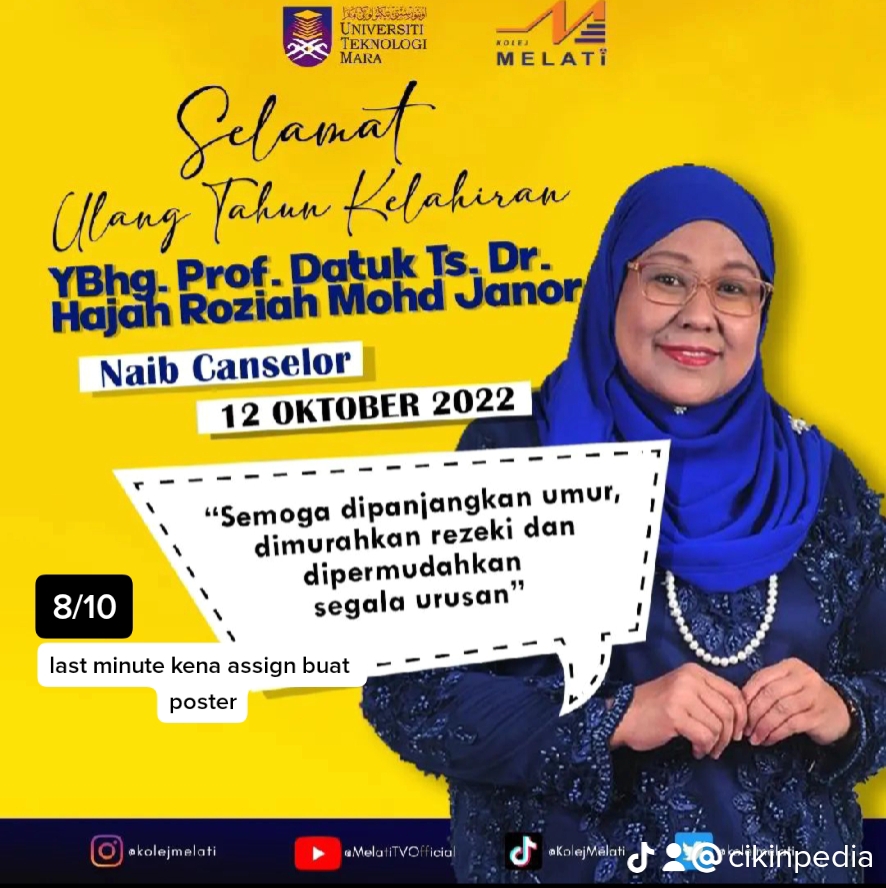 UNIVERSITI
TEKNOLOGI
MARA
KOLEJ
MELATI
Selamat
Ulang Tahun Kelahiran
YBhg. Prof. Datuk Ts. Dr.
Hajah Roziah Mohd Janor
Naib Canselor
12 OKTOBER 2022
“Semoga dipanjangkan umur,
dimurahkan rezeki dan
dipermudahkan
segala urusan”
8/10
last minute kena assign buat
poster
@kolejmelati
@MelatiTVOfficial
@KolejMelati
@cikinpedia